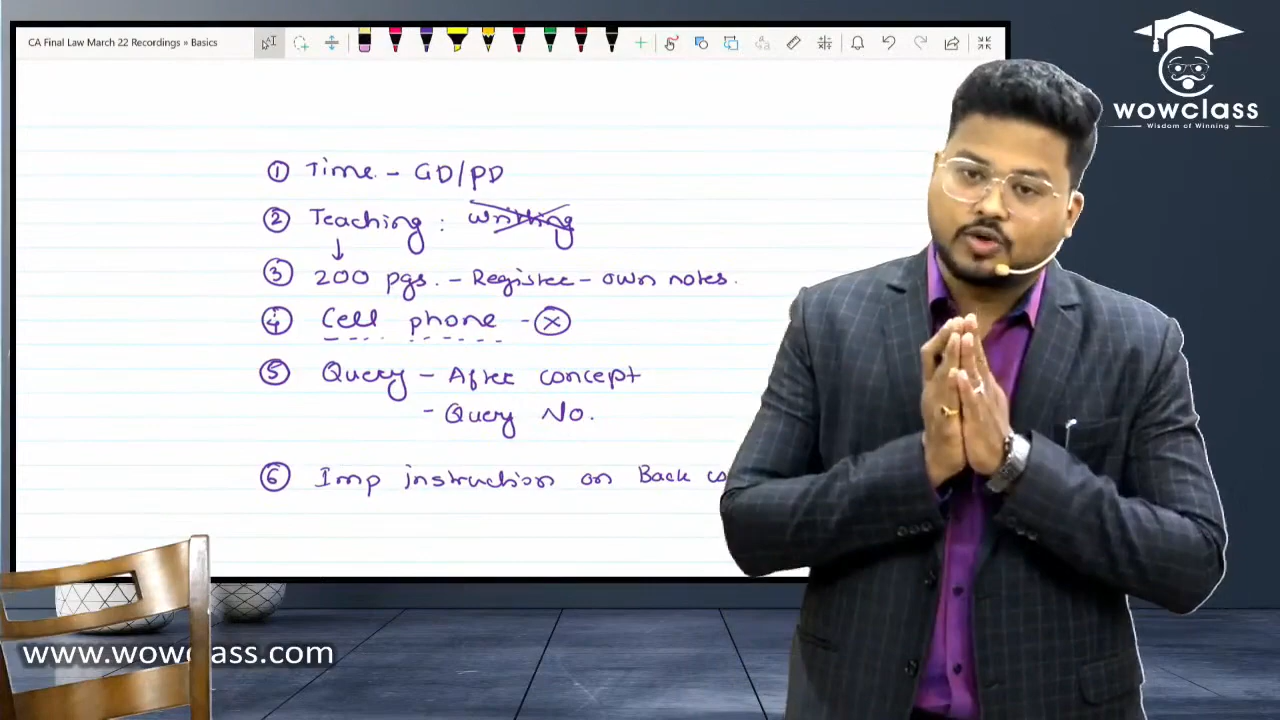 CA Final Law March 22 Recordings » Basics
wowclass
Wisdom of Winning
① Time - GD/PD
② Teaching : Writting
↓
③ 200 pgs. - Register - own notes.
④ Cell phone - ⓧ
⑤ Query - After concept
- Query No.
⑥ Imp instruction on Back
www.wowclass.com